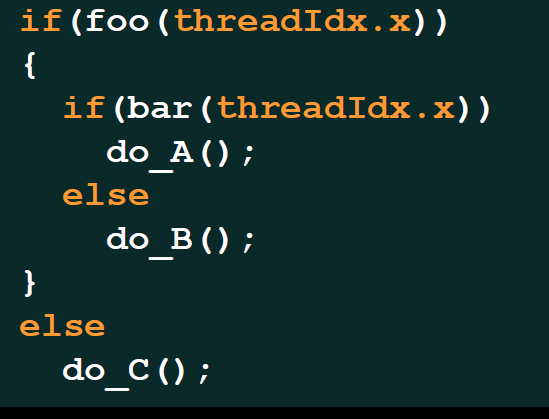 if(foo(threadIdx.x))
{
  if(bar(threadIdx.x))
    do_A();
  else
    do_B();
}
else
  do_C();